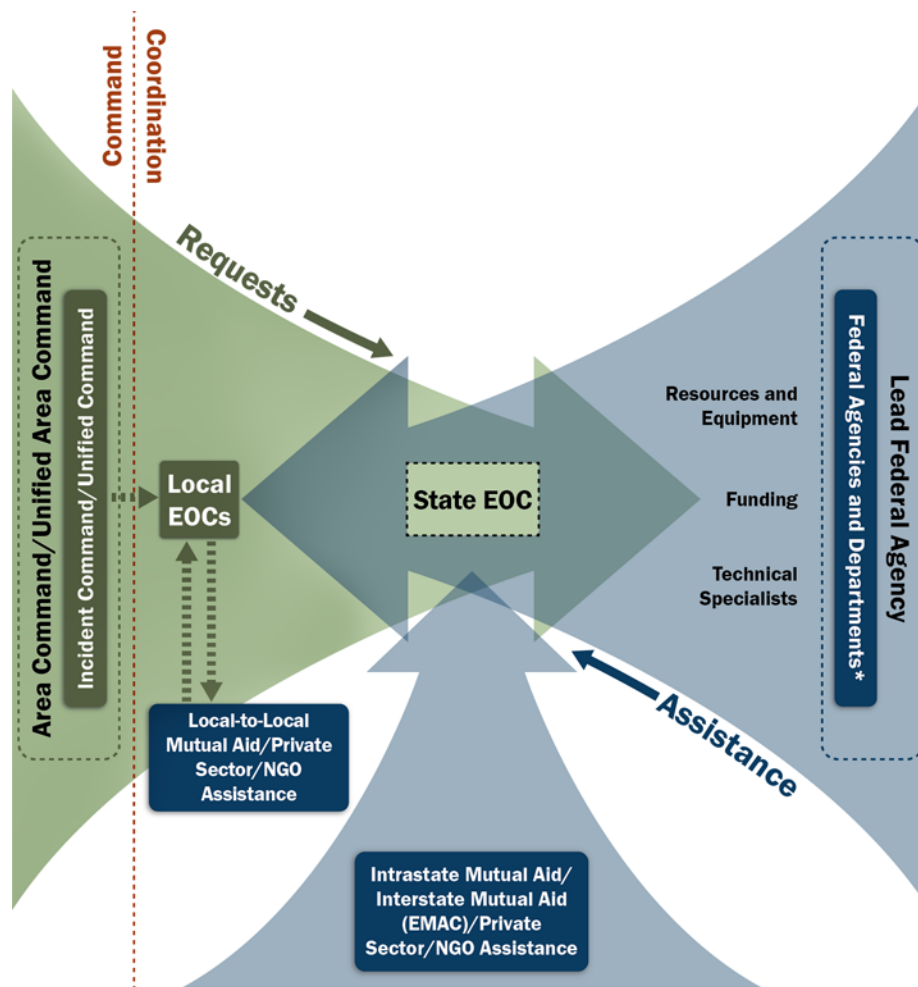 Command
Coordination
Requests
Area Command/Unified Area Command
Incident Command/Unified Command
Local
EOCs
State EOC
Resources and
Equipment
Funding
Technical
Specialists
Federal Agencies and Departments*
Lead Federal Agency
Assistance
Local-to-Local
Mutual Aid/Private
Sector/NGO
Assistance
Intrastate Mutual Aid/
Interstate Mutual Aid
(EMAC)/Private
Sector/NGO Assistance